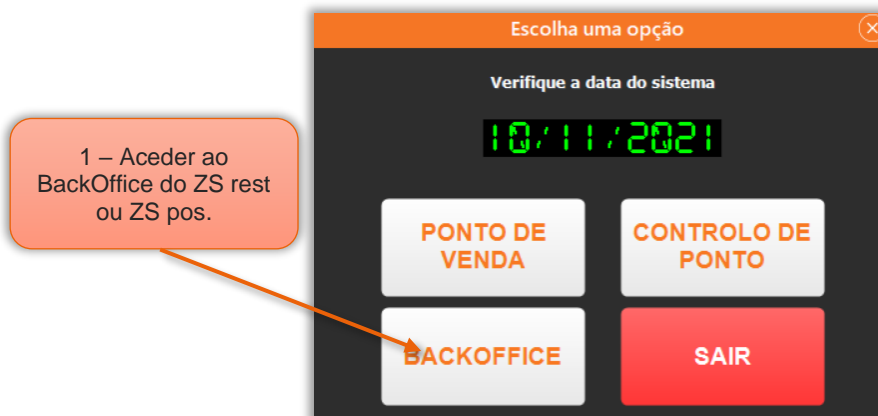 Escolha uma opção
Verifique a data do sistema
10/11/2021
1 – Aceder ao
BackOffice do ZS rest
ou ZS pos.
PONTO DE
VENDA
CONTROLO DE
PONTO
BACKOFFICE
SAIR